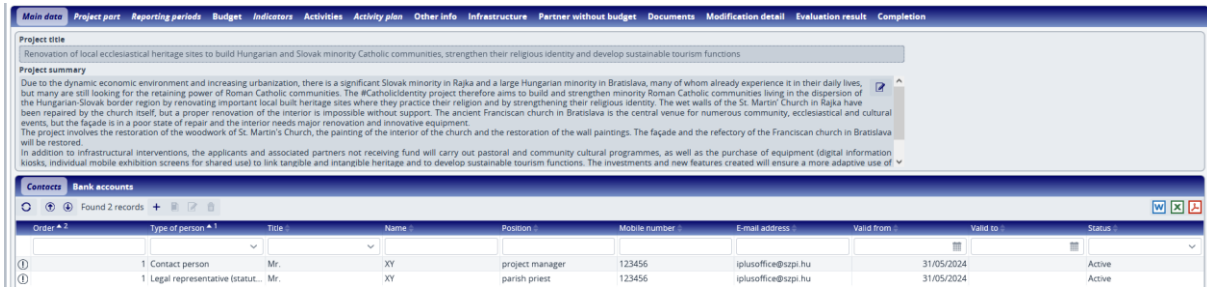 Main data Project part Reporting periods Budget Indicators Activities Activity plan Other info Infrastructure Partner without budget Documents Modification detail Evaluation result Completion
Project title
Renovation of local ecclesiastical heritage sites to build Hungarian and Slovak minority Catholic communities, strengthen their religious identity and develop sustainable tourism functions
Project summary
Due to the dynamic economic environment and increasing urbanization, there is a significant Slovak minority in Rajka and a large Hungarian minority in Bratislava, many of whom already experience it in their daily lives,
but many are still looking for the retaining power of Roman Catholic communities. The #CatholicIdentity project therefore aims to build and strengthen minority Roman Catholic communities living in the dispersion of
the Hungarian-Slovak border region by renovating important local built heritage sites where they practice their religion and by strengthening their religious identity. The wet walls of the St. Martin' Church in Rajka have
been repaired by the church itself, but a proper renovation of the interior is impossible without support. The ancient Franciscan church in Bratislava is the central venue for numerous community, ecclesiastical and cultural
events, but the façade is in a poor state of repair and the interior needs major renovation and innovative equipment.
The project involves the restoration of the woodwork of St. Martin's Church, the painting of the interior of the church and the restoration of the wall paintings. The façade and the refectory of the Franciscan church in Bratislava
will be restored.
In addition to infrastructural interventions, the applicants and associated partners not receiving fund will carry out pastoral and community cultural programmes, as well as the purchase of equipment (digital information
kiosks, individual mobile exhibition screens for shared use) to link tangible and intangible heritage and to develop sustainable tourism functions. The investments and new features created will ensure a more adaptive use of
Contacts Bank accounts
Found 2 records
Order 2 Type of person 1 Title Name Position Mobile number E-mail address Valid from Valid to Status
1 Contact person Mr. XY project manager 123456 iplusoffice@szpi.hu 31/05/2024 Active
1 Legal representative (statut... Mr. XY parish priest 123456 iplusoffice@szpi.hu 31/05/2024 Active